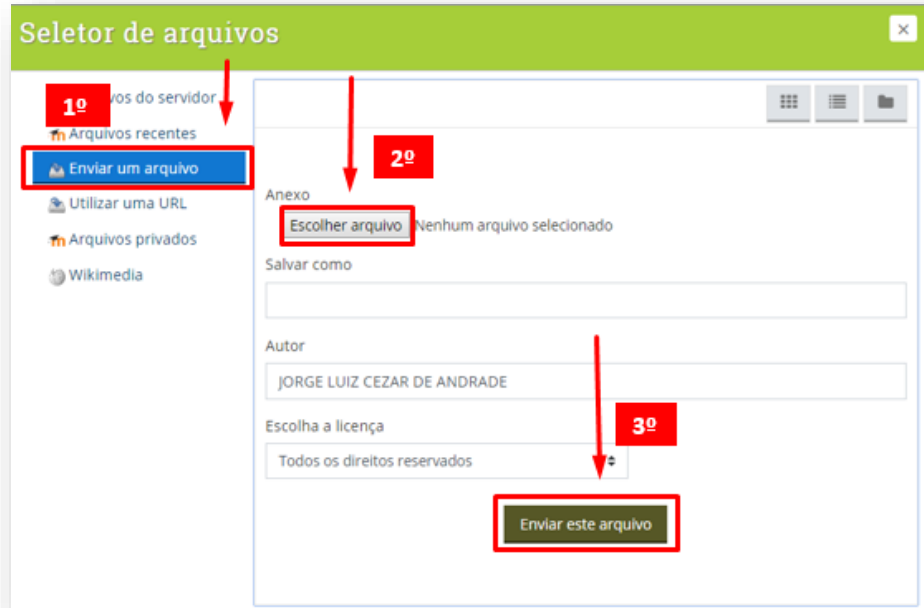 Seletor de arquivos
1º
vos do servidor
Arquivos recentes
Enviar um arquivo
Utilizar uma URL
Arquivos privados
Wikimedia
2º
Anexo
Escolher arquivo Nenhum arquivo selecionado
Salvar como
Autor
JORGE LUIZ CEZAR DE ANDRADE
Escolha a licença
3º
Todos os direitos reservados
Enviar este arquivo